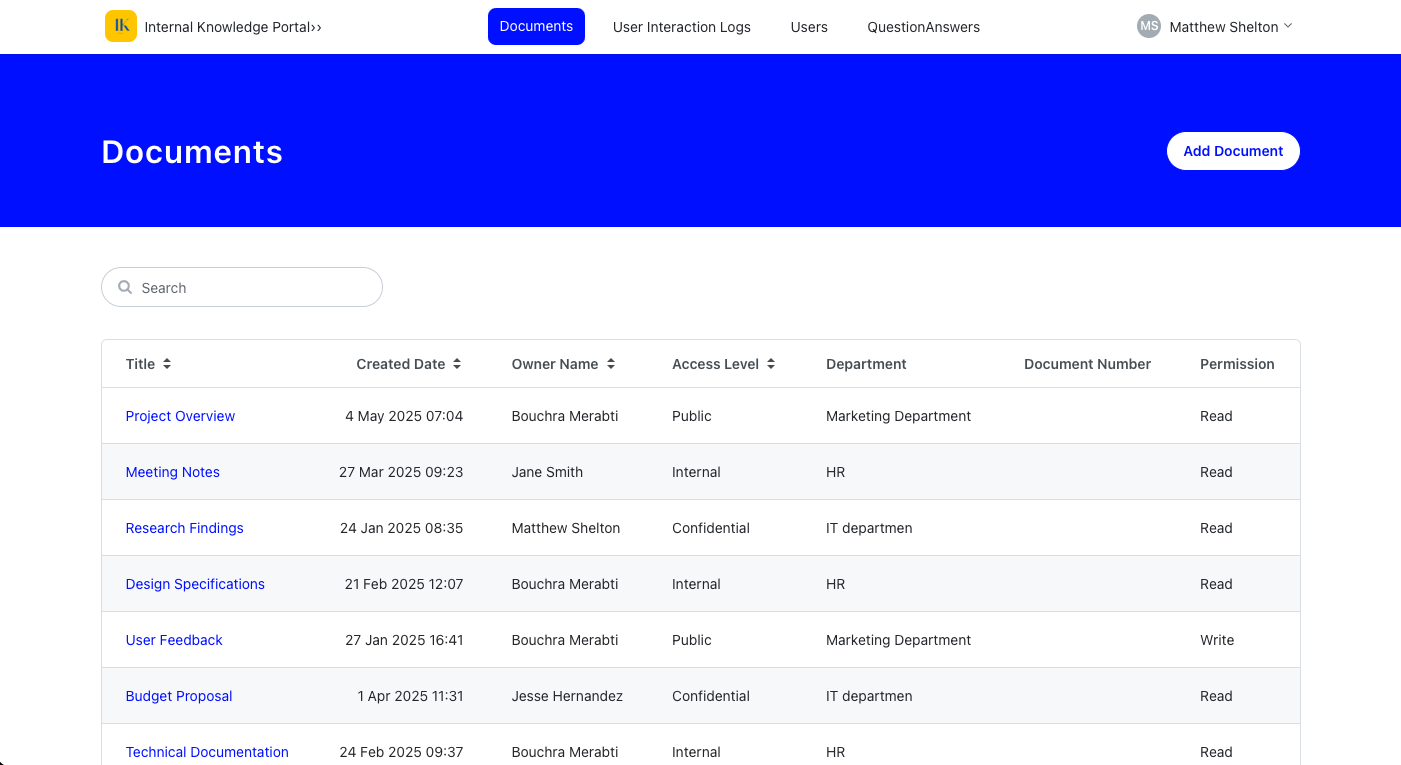 IK Internal Knowledge Portal›› Documents User Interaction Logs Users QuestionAnswers MS Matthew Shelton
Documents Add Document
Search
Title Created Date Owner Name Access Level Department Document Number Permission
Project Overview 4 May 2025 07:04 Bouchra Merabti Public Marketing Department Read
Meeting Notes 27 Mar 2025 09:23 Jane Smith Internal HR Read
Research Findings 24 Jan 2025 08:35 Matthew Shelton Confidential IT departmen Read
Design Specifications 21 Feb 2025 12:07 Bouchra Merabti Internal HR Read
User Feedback 27 Jan 2025 16:41 Bouchra Merabti Public Marketing Department Write
Budget Proposal 1 Apr 2025 11:31 Jesse Hernandez Confidential IT departmen Read
Technical Documentation 24 Feb 2025 09:37 Bouchra Merabti Internal HR Read